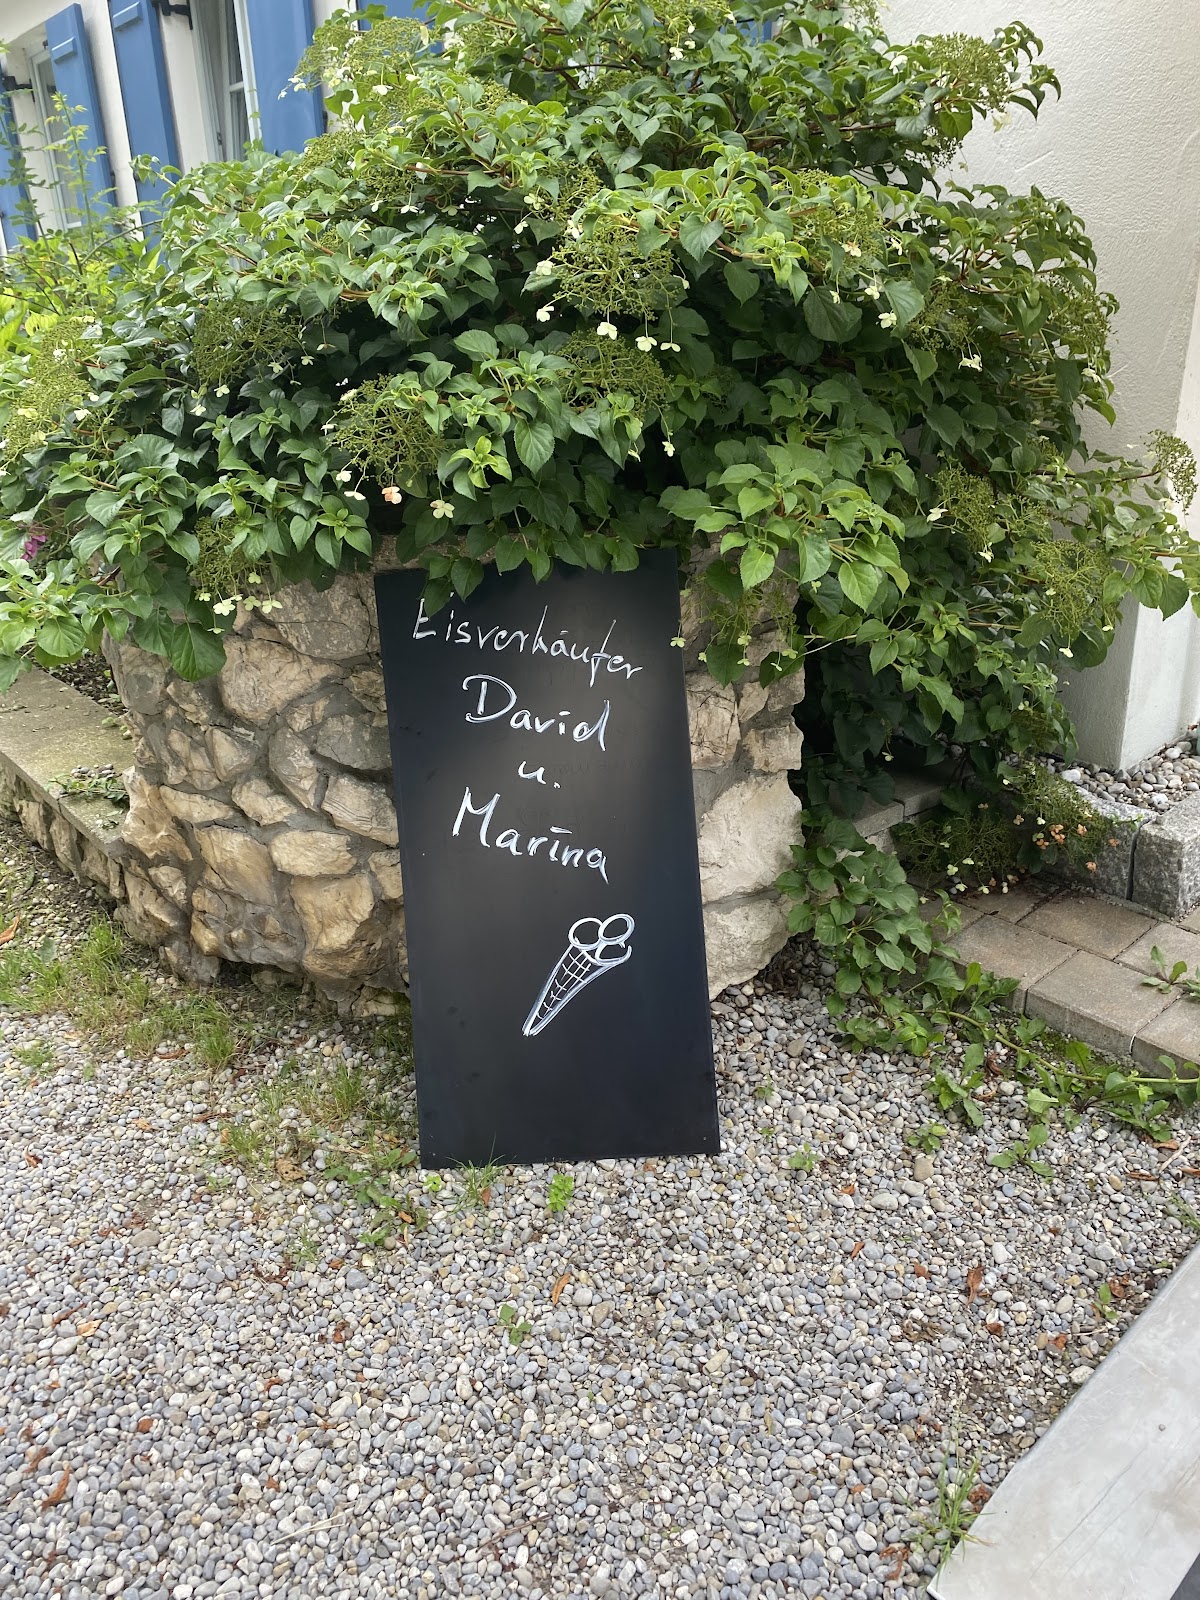 Eisverkäufer
David
u.
Marina